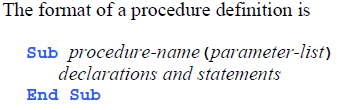 The format of a procedure definition is
Sub procedure-name(parameter-list)
declarations and statements
End Sub